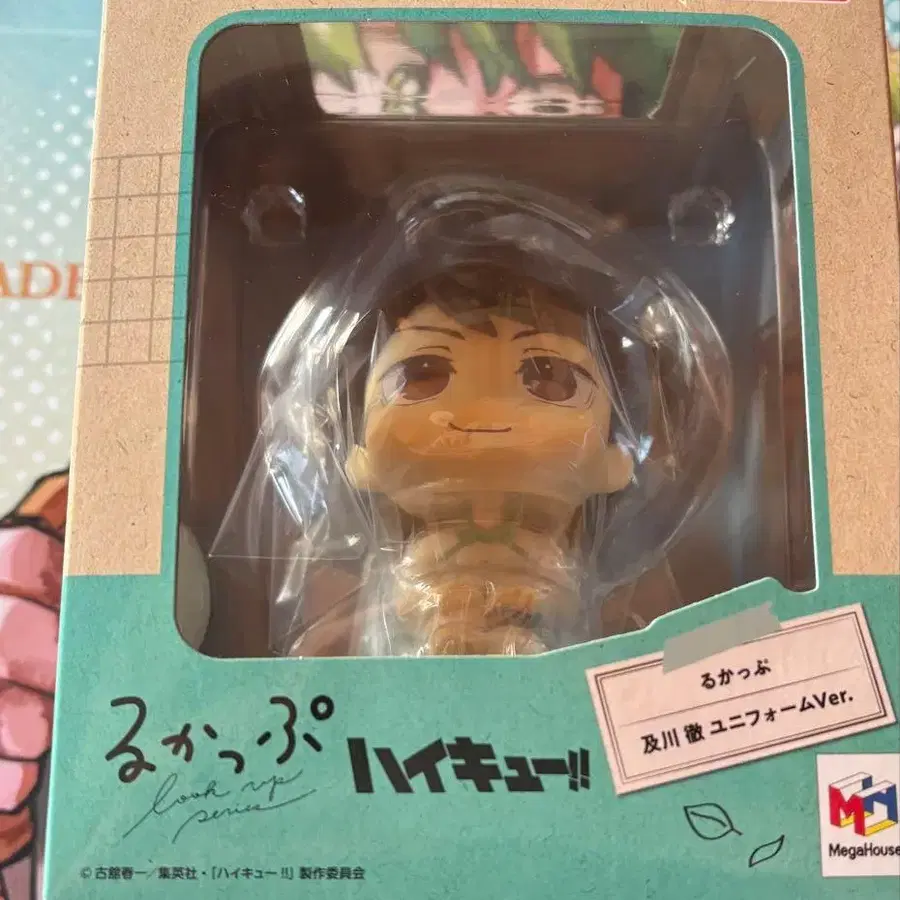 ADE
るかっぷ
look up
series
ハイキュー!!
るかっぷ
及川 徹 ユニフォームVer.
MegaHouse
©古舘春一/集英社・「ハイキュー!!」製作委員会